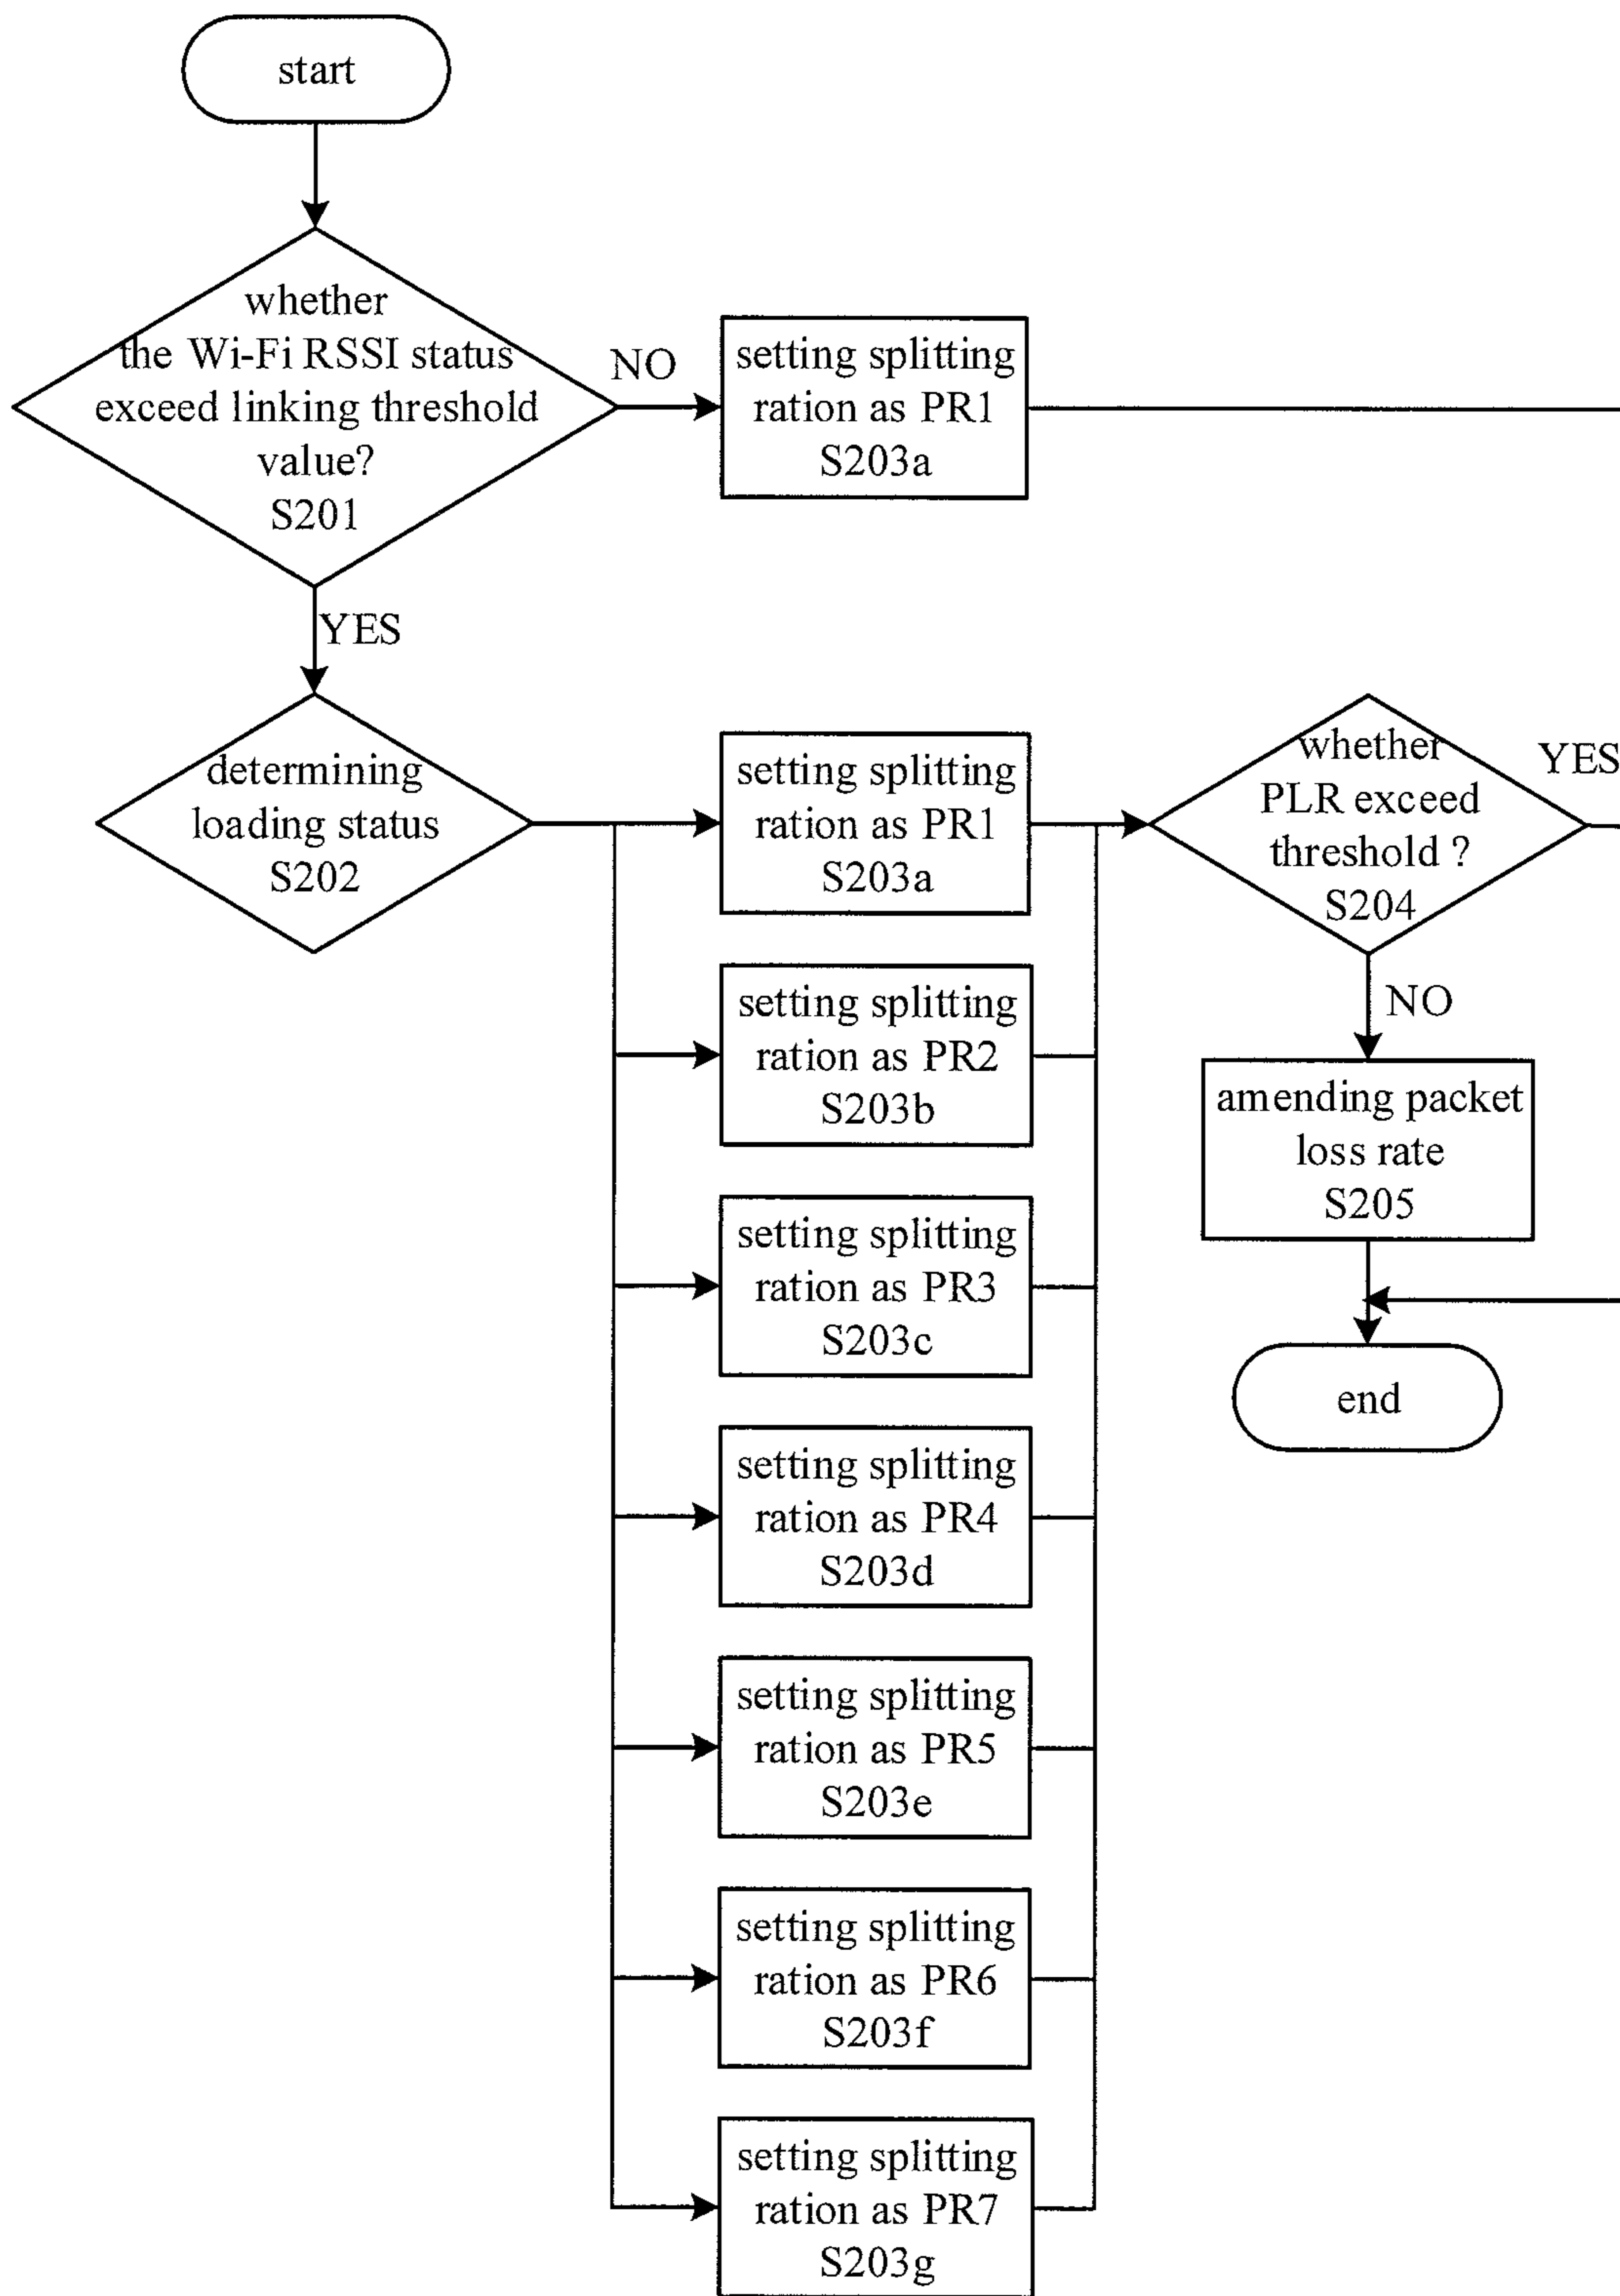 start
whether
the Wi-Fi RSSI status
exceed linking threshold
value?
S201
NO
setting splitting
ration as PR1
S203a
YES
determining
loading status
S202
setting splitting
ration as PR1
S203a
whether
PLR exceed
threshold ?
S204
YES
NO
setting splitting
ration as PR2
S203b
amending packet
loss rate
S205
setting splitting
ration as PR3
S203c
end
setting splitting
ration as PR4
S203d
setting splitting
ration as PR5
S203e
setting splitting
ration as PR6
S203f
setting splitting
ration as PR7
S203g